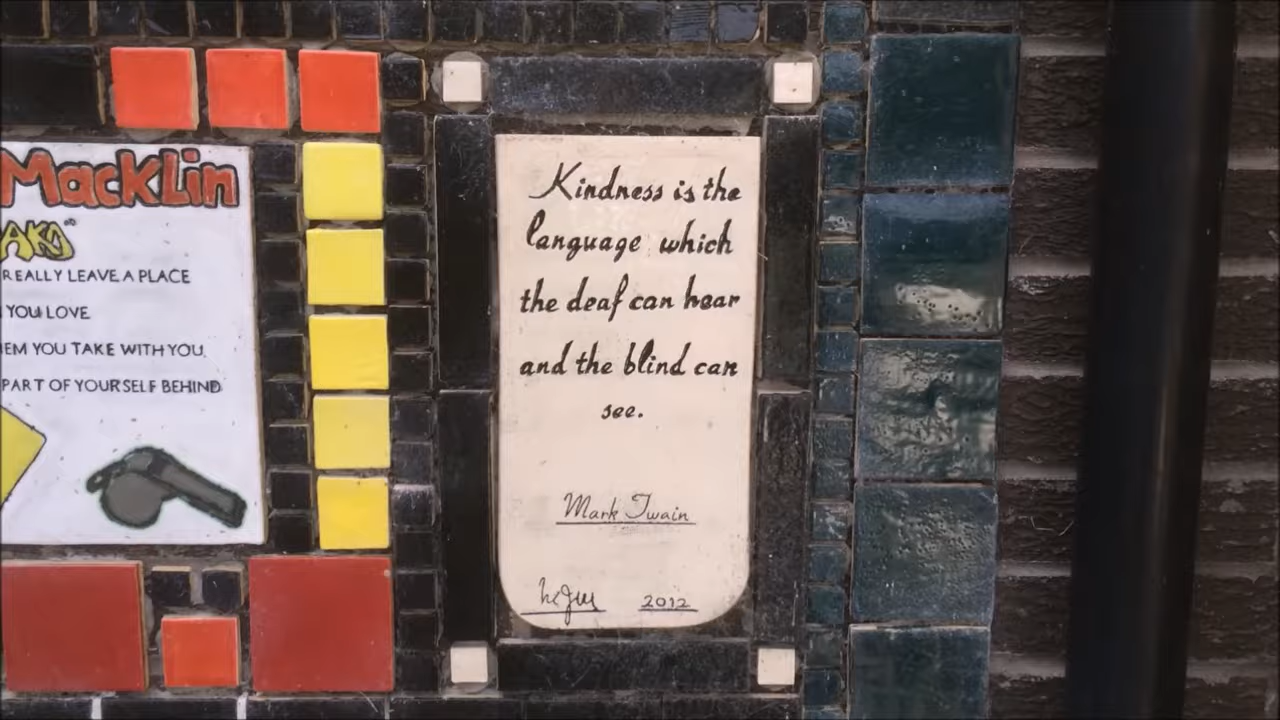 MackLin
AKS
REALLY LEAVE A PLACE
YOU LOVE
EM YOU TAKE WITH YOU,
PART OF YOURSELF BEHIND
Kindness is the
language which
the deaf can hear
and the blind can
see.
Mark Twain
2012